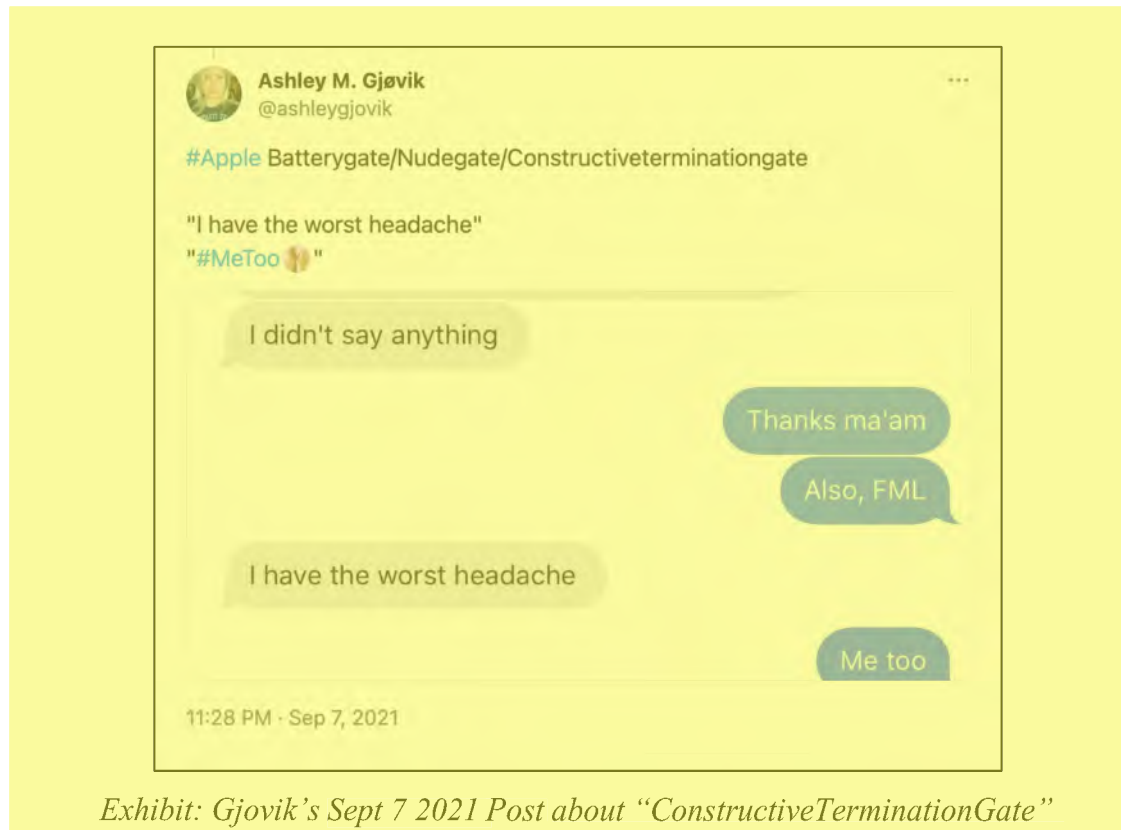 Ashley M. Gjøvik
@ashleygjovik
#Apple Batterygate/Nudegate/Constructiveterminationgate
"I have the worst headache"
"#MeToo "
I didn't say anything
Thanks ma'am
Also, FML
I have the worst headache
Me too
11:28 PM · Sep 7, 2021
Exhibit: Gjovik’s Sept 7 2021 Post about “ConstructiveTerminationGate”